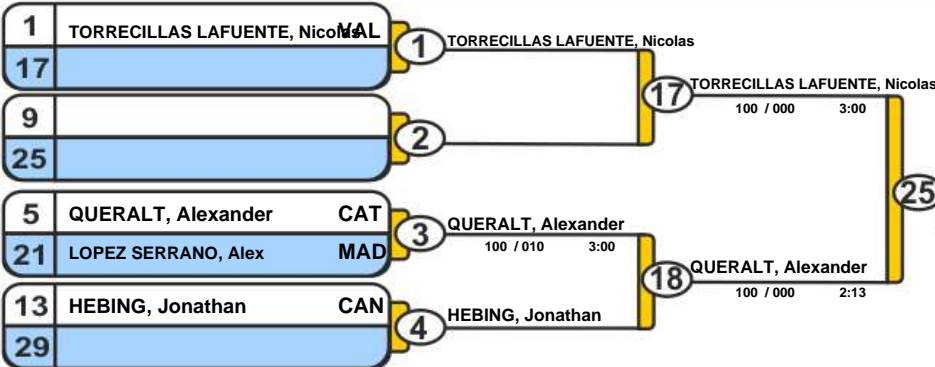 1 TORRECILLAS LAFUENTE, Nicolas VAL
17
1 TORRECILLAS LAFUENTE, Nicolas
9
25
2
17 TORRECILLAS LAFUENTE, Nicolas
100 / 000 3:00
5 QUERALT, Alexander CAT
21 LOPEZ SERRANO, Alex MAD
3 QUERALT, Alexander
100 / 010 3:00
13 HEBING, Jonathan CAN
29
4 HEBING, Jonathan
18 QUERALT, Alexander
100 / 000 2:13
25